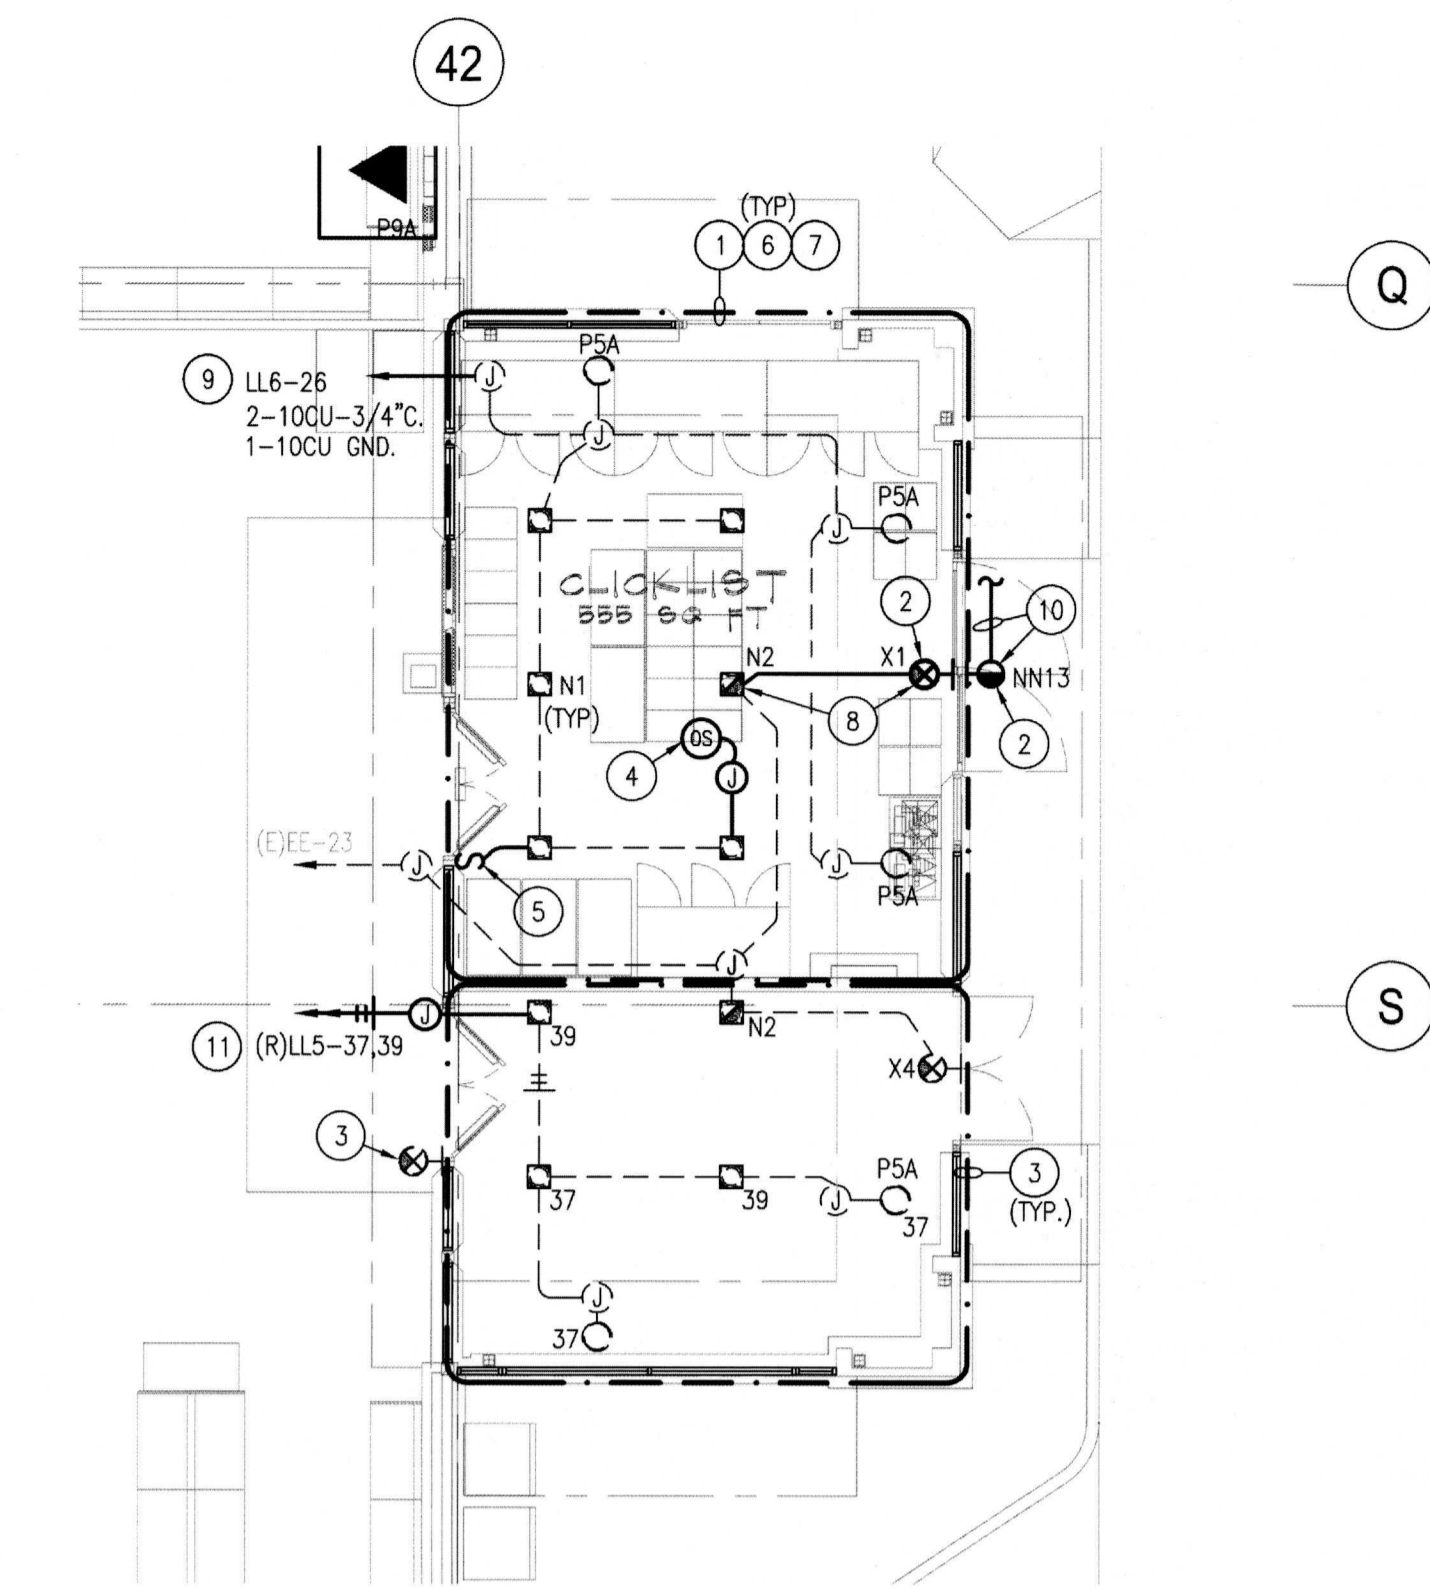 42
P9A
(TYP)
1 6 7
Q
P5A
9 LL6-26
2-10CU-3/4"C.
1-10CU GND.
J
J
P5A
J
CLICKLIST
555 SQ FT
2
10
N2
X1
NN13
N1
(TYP)
8
2
OS
4
J
(E)EE-23
J
J
P5A
5
J
S
J
39
N2
11 (R)LL5-37,39
X4
3
P5A
3
(TYP.)
37
39
J
37
J
37